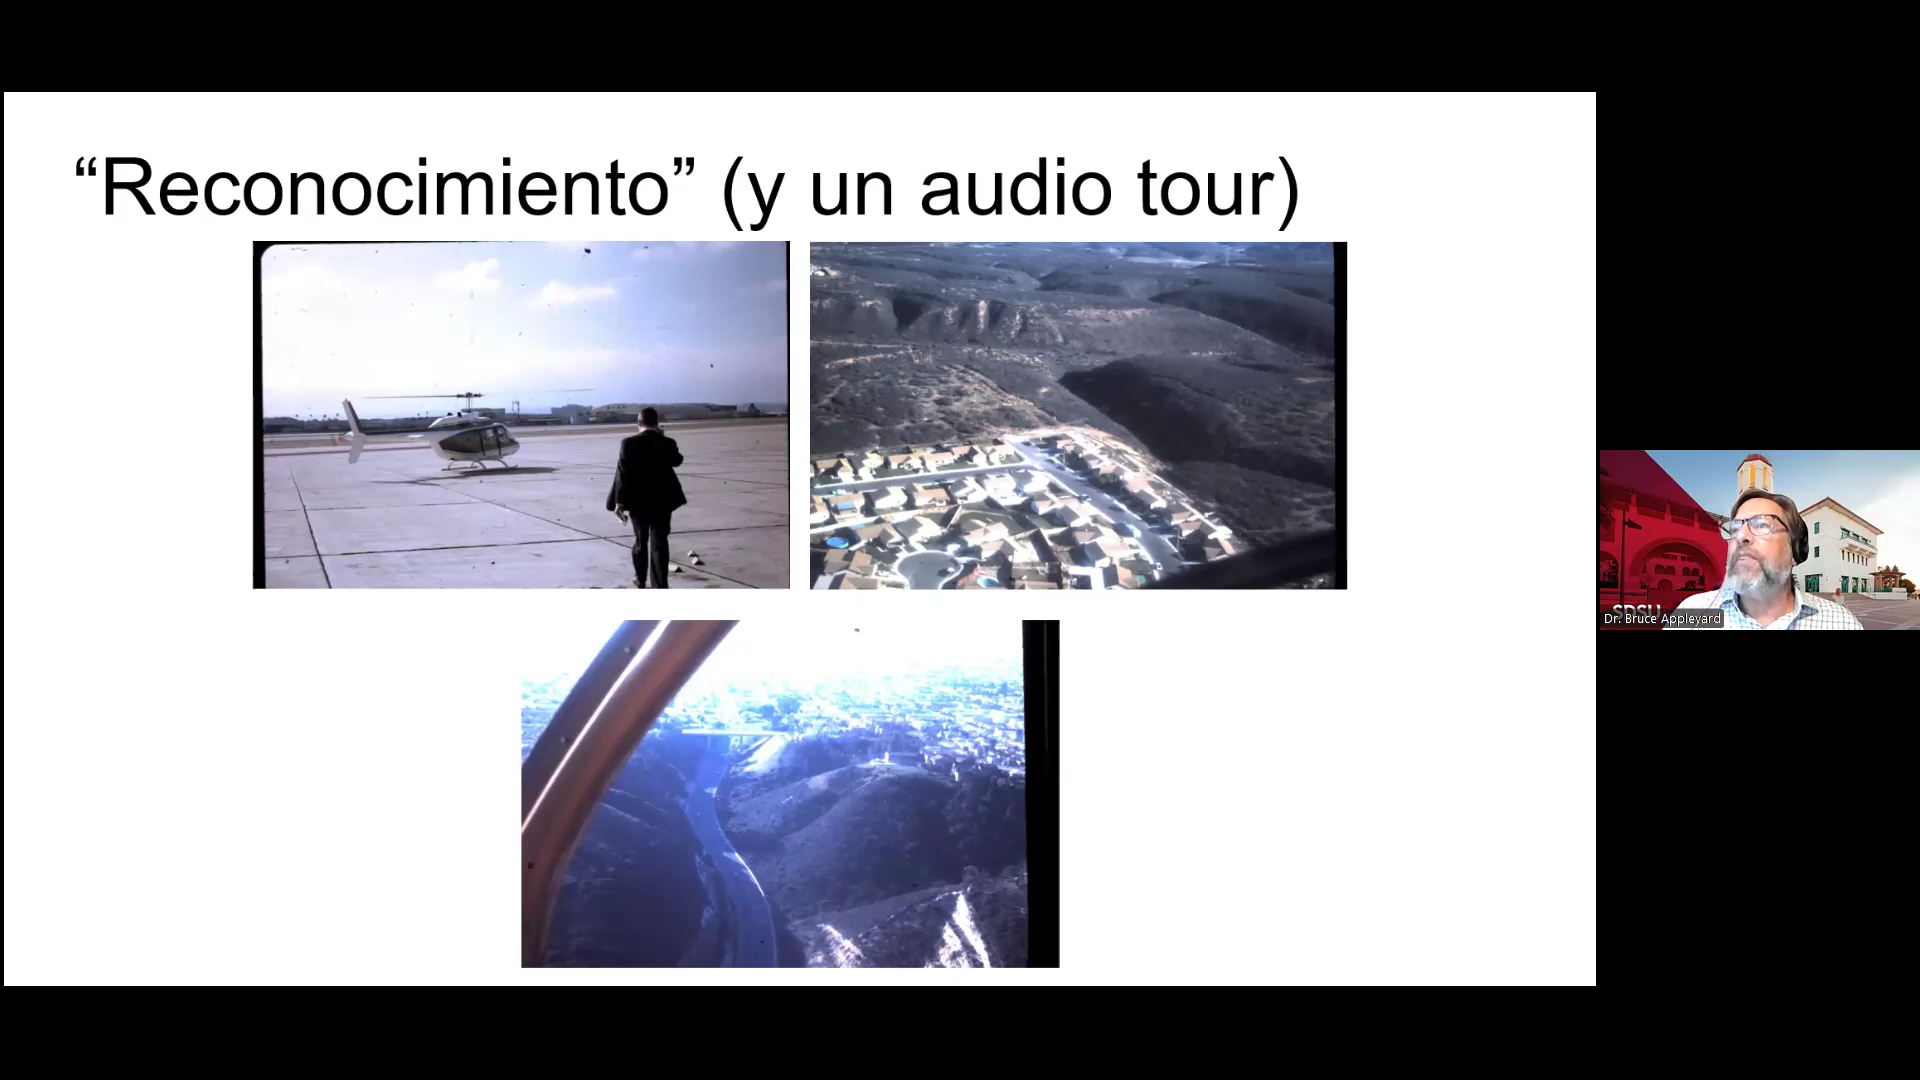 “Reconocimiento” (y un audio tour)
SDSU
Dr. Bruce Appleyard